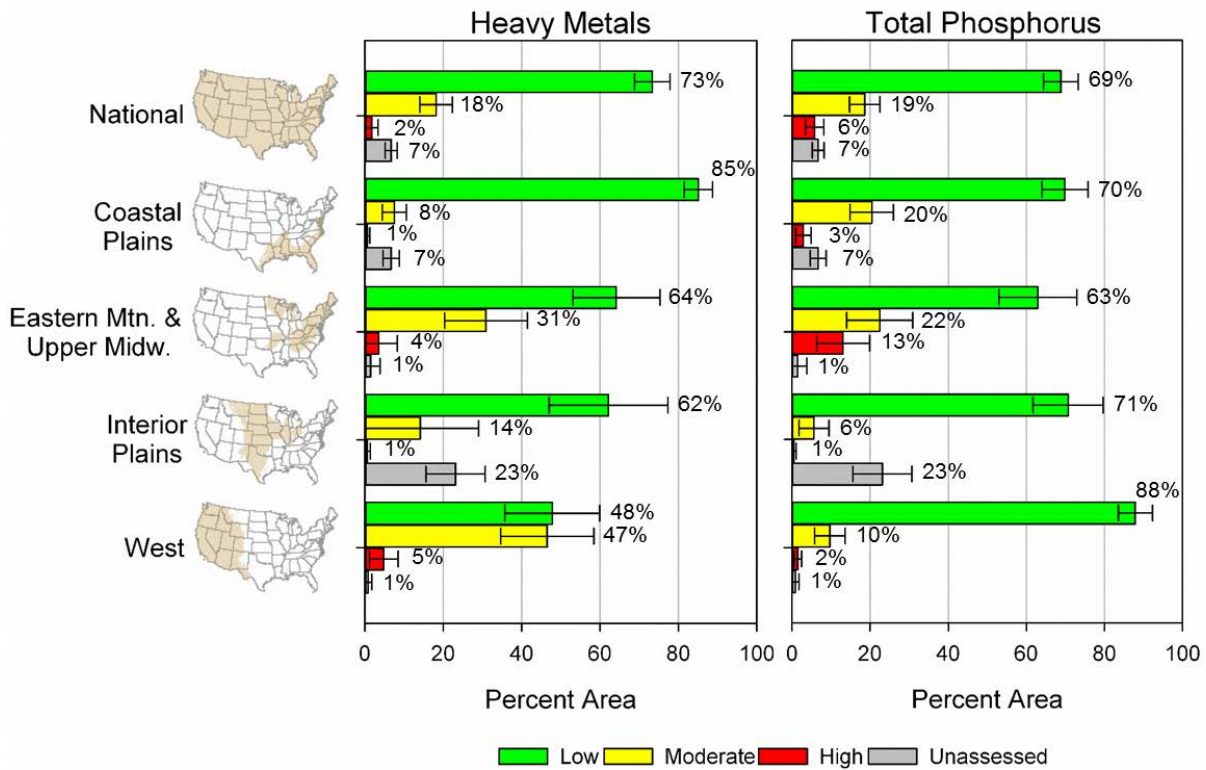 Heavy Metals
Total Phosphorus
National
73%
18%
2%
7%
69%
19%
6%
7%
Coastal
Plains
85%
8%
1%
7%
70%
20%
3%
7%
Eastern Mtn. &
Upper Midw.
64%
31%
4%
1%
63%
22%
13%
1%
Interior
Plains
62%
14%
1%
23%
71%
6%
1%
23%
West
48%
47%
5%
1%
88%
10%
2%
1%
0 20 40 60 80 100
0 20 40 60 80 100
Percent Area
Percent Area
Low Moderate High Unassessed